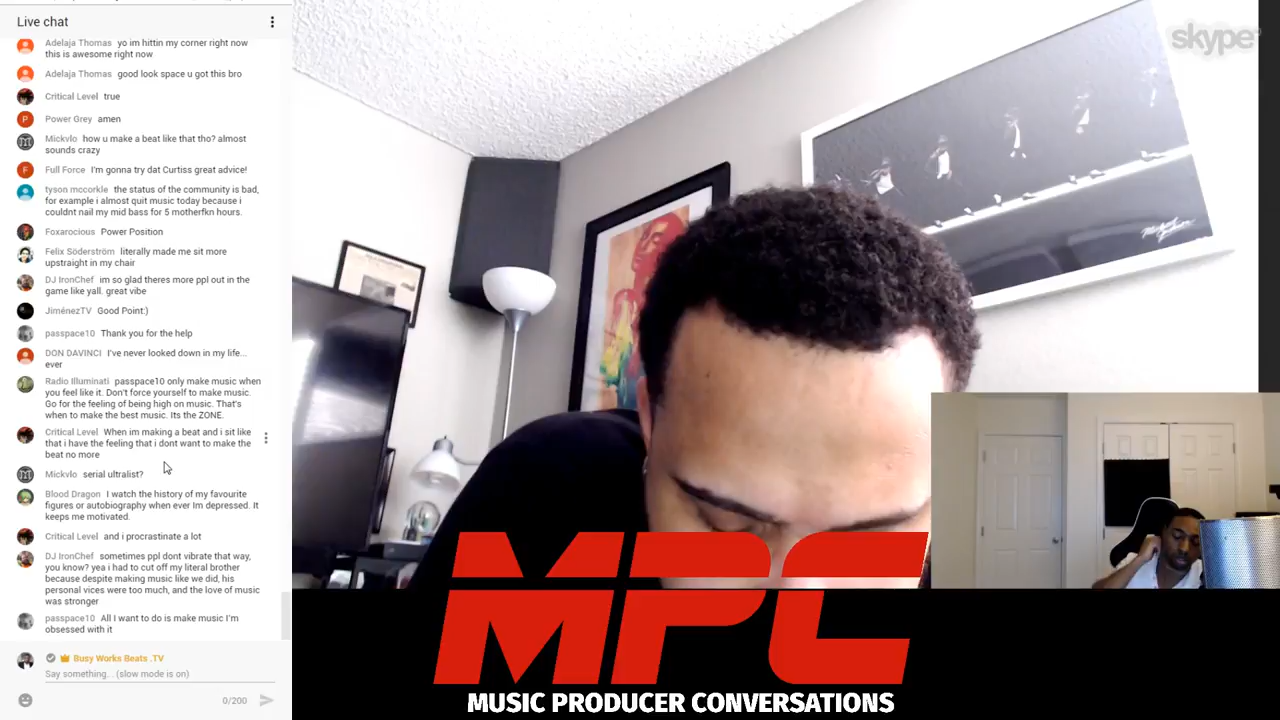 Live chat
Adelaja Thomas yo im hittin my corner right now
this is awesome right now
Adelaja Thomas good look space u got this bro
Critical Level true
P Power Grey amen
Mickvlo how u make a beat like that tho? almost
sounds crazy
F Full Force I'm gonna try dat Curtiss great advice!
tyson mccorkle the status of the community is bad,
for example i almost quit music today because i
couldnt nail my mid bass for 5 motherfkn hours.
Foxarocious Power Position
Felix Söderström literally made me sit more
upstraight in my chair
DJ IronChef im so glad theres more ppl out in the
game like yall. great vibe
JiménezTV Good Point:)
passpace10 Thank you for the help
DON DAVINCI I've never looked down in my life...
ever
Radio Illuminati passpace10 only make music when
you feel like it. Don't force yourself to make music.
Go for the feeling of being high on music. That's
when to make the best music. Its the ZONE.
Critical Level When im making a beat and i sit like
that i have the feeling that i dont want to make the
beat no more
Mickvlo serial ultralist?
Blood Dragon I watch the history of my favourite
figures or autobiography when ever Im depressed. It
keeps me motivated.
Critical Level and i procrastinate a lot
DJ IronChef sometimes ppl dont vibrate that way,
you know? yea i had to cut off my literal brother
because despite making music like we did, his
personal vices were too much, and the love of music
was stronger
passpace10 All I want to do is make music I'm
obsessed with it
Busy Works Beats .TV
Say something... (slow mode is on)
0/200
skype
MPC
MUSIC PRODUCER CONVERSATIONS